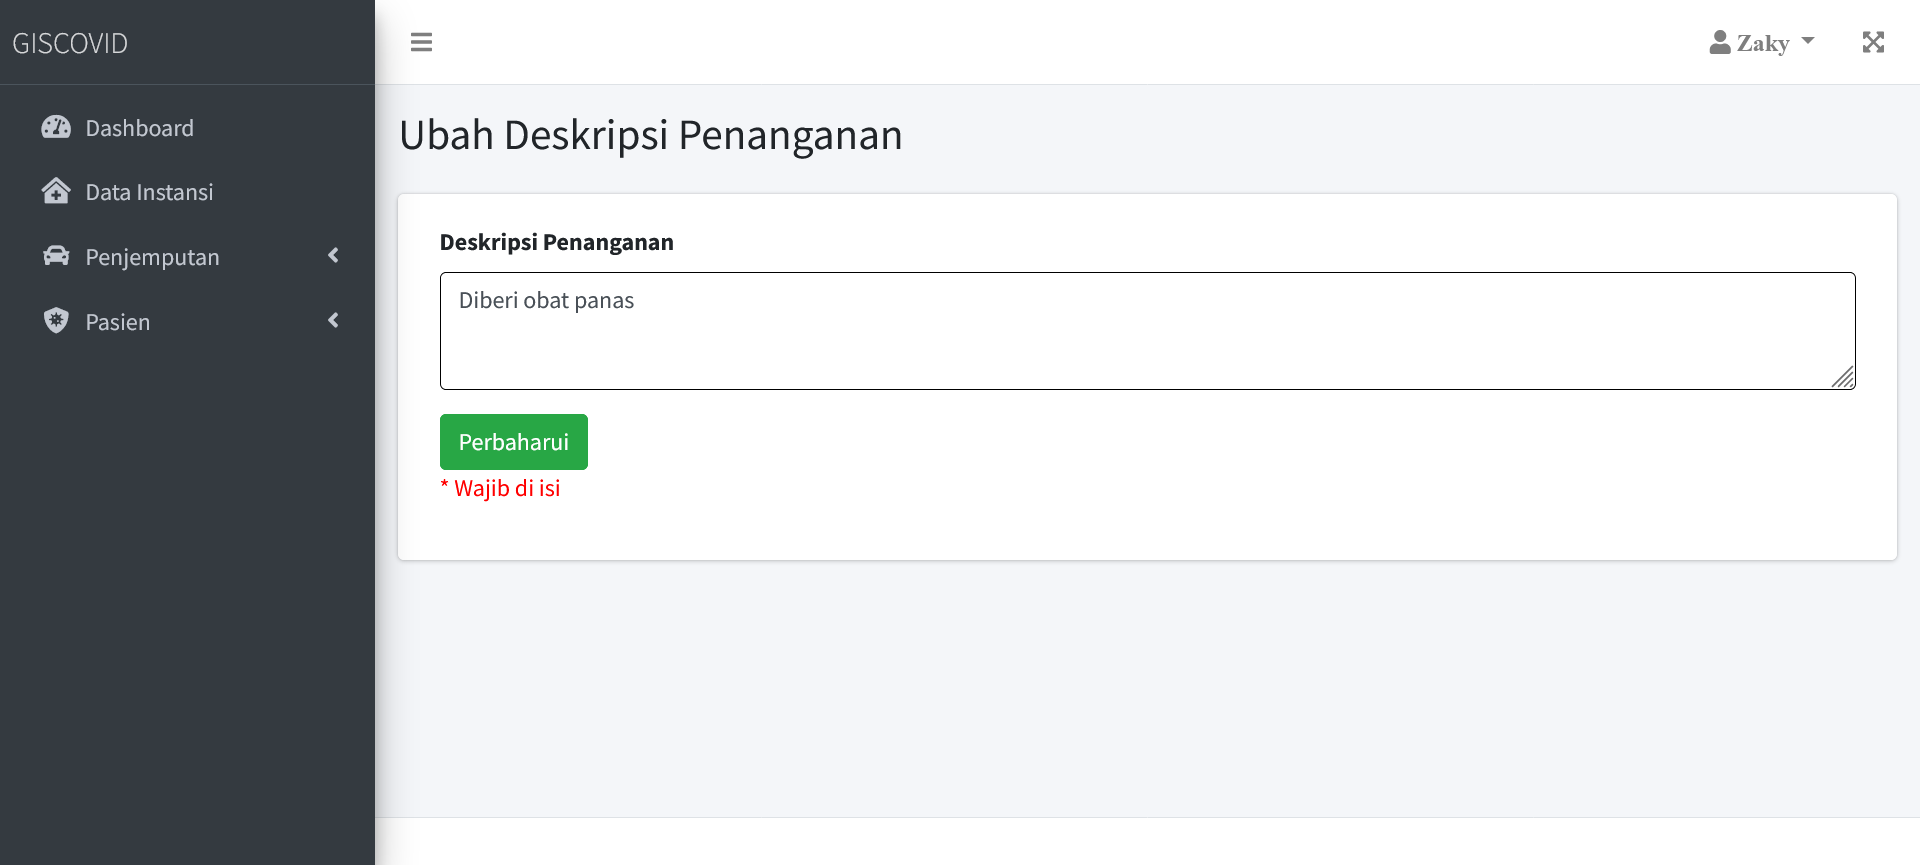 GISCOVID
Zaky
Dashboard
Data Instansi
Penjemputan
Pasien
Ubah Deskripsi Penanganan
Deskripsi Penanganan
Diberi obat panas
Perbaharui
* Wajib di isi